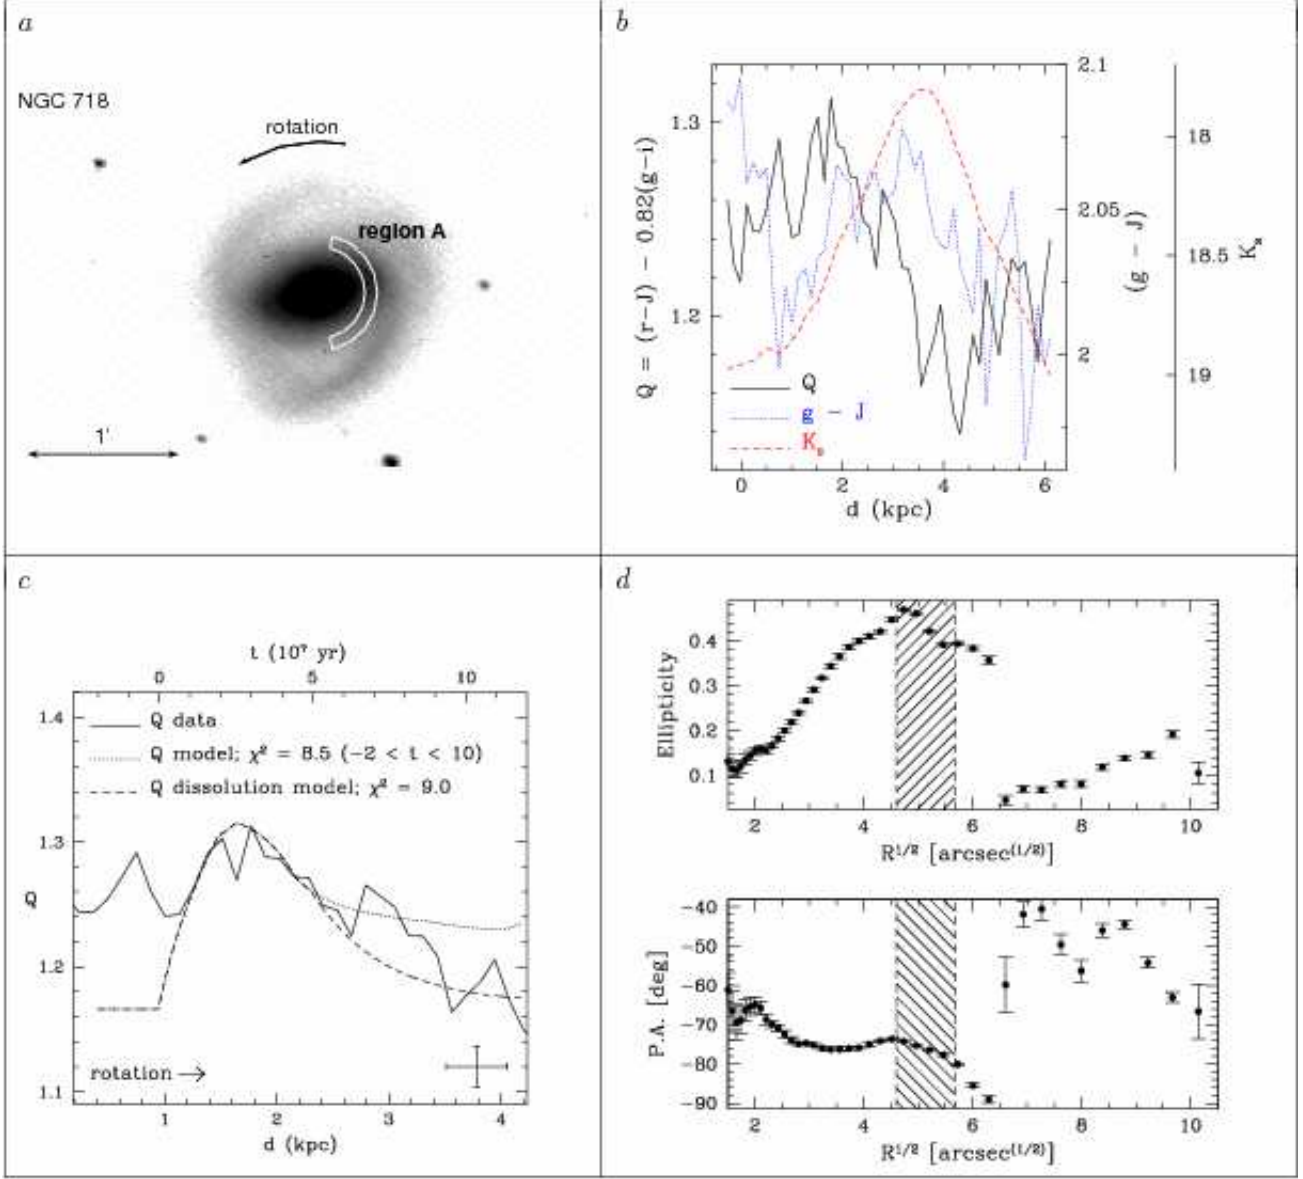 a
NGC 718
rotation
region A
1'
b
Q = (r-J) - 0.82(g-i)
1.3
1.2
2.1
2.05
2
(g - J)
18
18.5
19
Ks
Q
g - J
Ks
0 2 4 6
d (kpc)
c
t (10⁷ yr)
0 5 10
1.4
1.3
1.2
1.1
Q
Q data
Q model; χ² = 8.5 (-2 < t < 10)
Q dissolution model; χ² = 9.0
rotation
1 2 3 4
d (kpc)
d
Ellipticity
0.4
0.3
0.2
0.1
2 4 6 8 10
R^1/2 [arcsec^(1/2)]
P.A. [deg]
-40
-50
-60
-70
-80
-90
2 4 6 8 10
R^1/2 [arcsec^(1/2)]